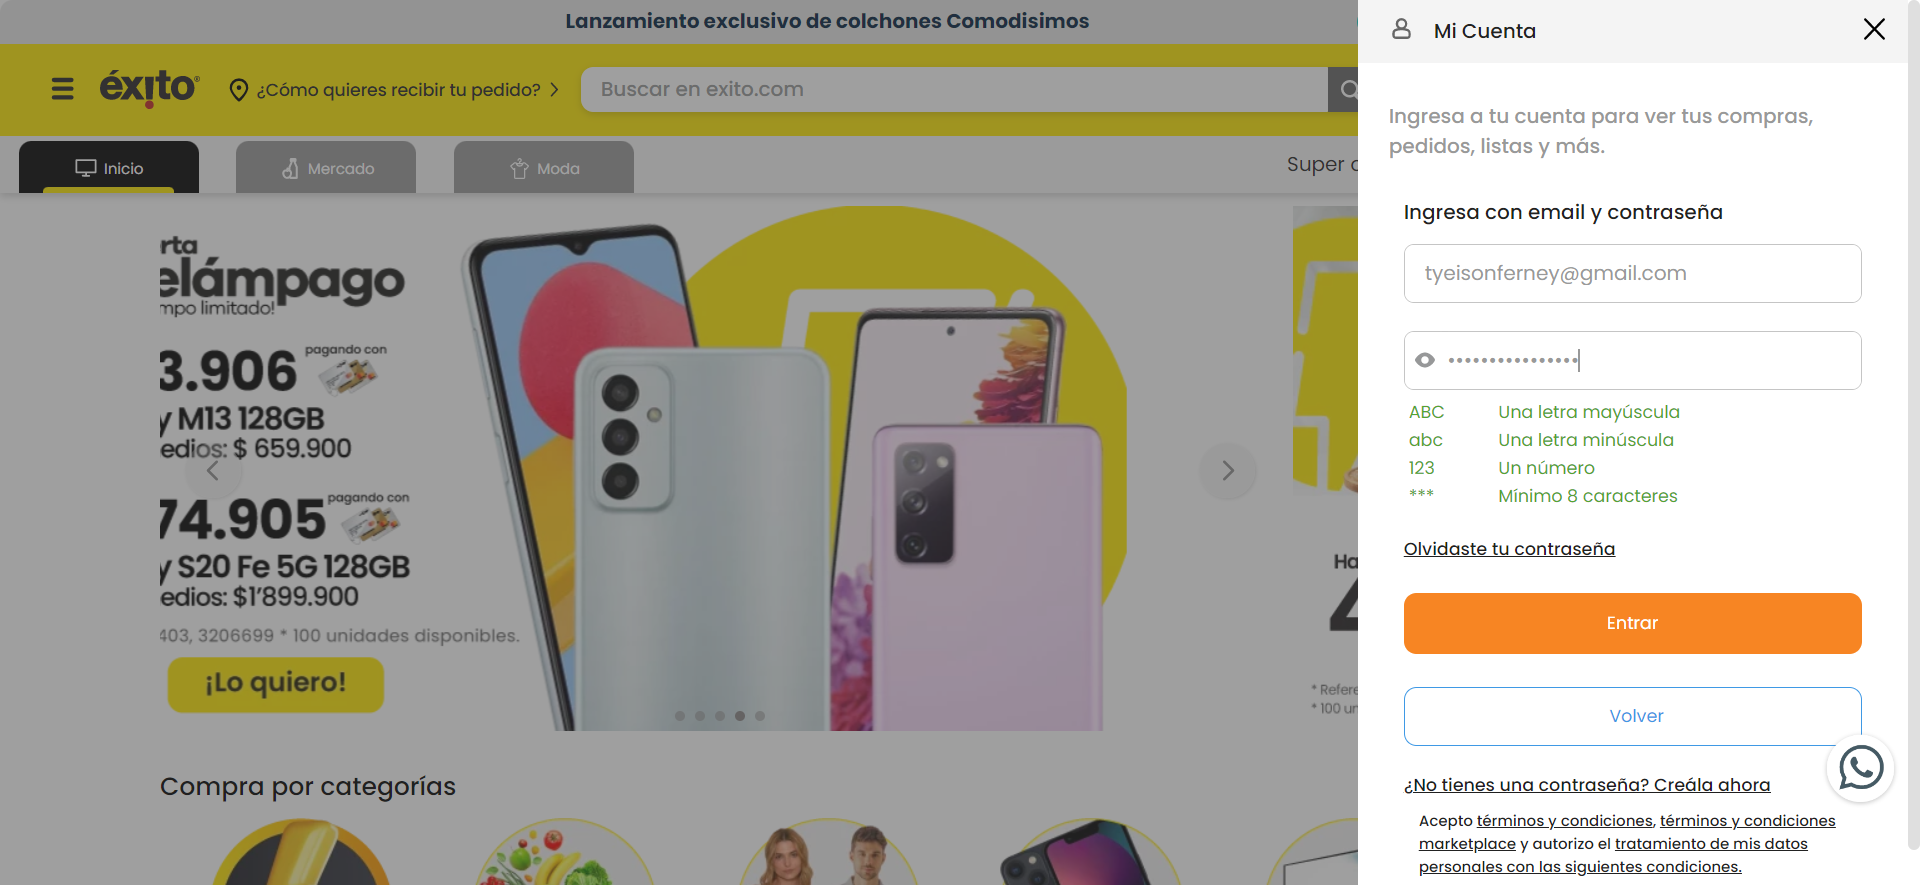 Lanzamiento exclusivo de colchones Comodisimos
éxito
¿Cómo quieres recibir tu pedido?
Buscar en exito.com
Inicio
Mercado
Moda
Super
rta
elámpago
mpo limitado!
3.906 pagando con
y M13 128GB
edios: $ 659.900
74.905 pagando con
y S20 Fe 5G 128GB
edios: $1'899.900
403, 3206699 * 100 unidades disponibles.
¡Lo quiero!
Ha
4
* Refere
* 100 un
Compra por categorías
Mi Cuenta
Ingresa a tu cuenta para ver tus compras,
pedidos, listas y más.
Ingresa con email y contraseña
tyeisonferney@gmail.com
••••••••••••••••
ABC Una letra mayúscula
abc Una letra minúscula
123 Un número
*** Mínimo 8 caracteres
Olvidaste tu contraseña
Entrar
Volver
¿No tienes una contraseña? Creála ahora
Acepto términos y condiciones, términos y condiciones
marketplace y autorizo el tratamiento de mis datos
personales con las siguientes condiciones.